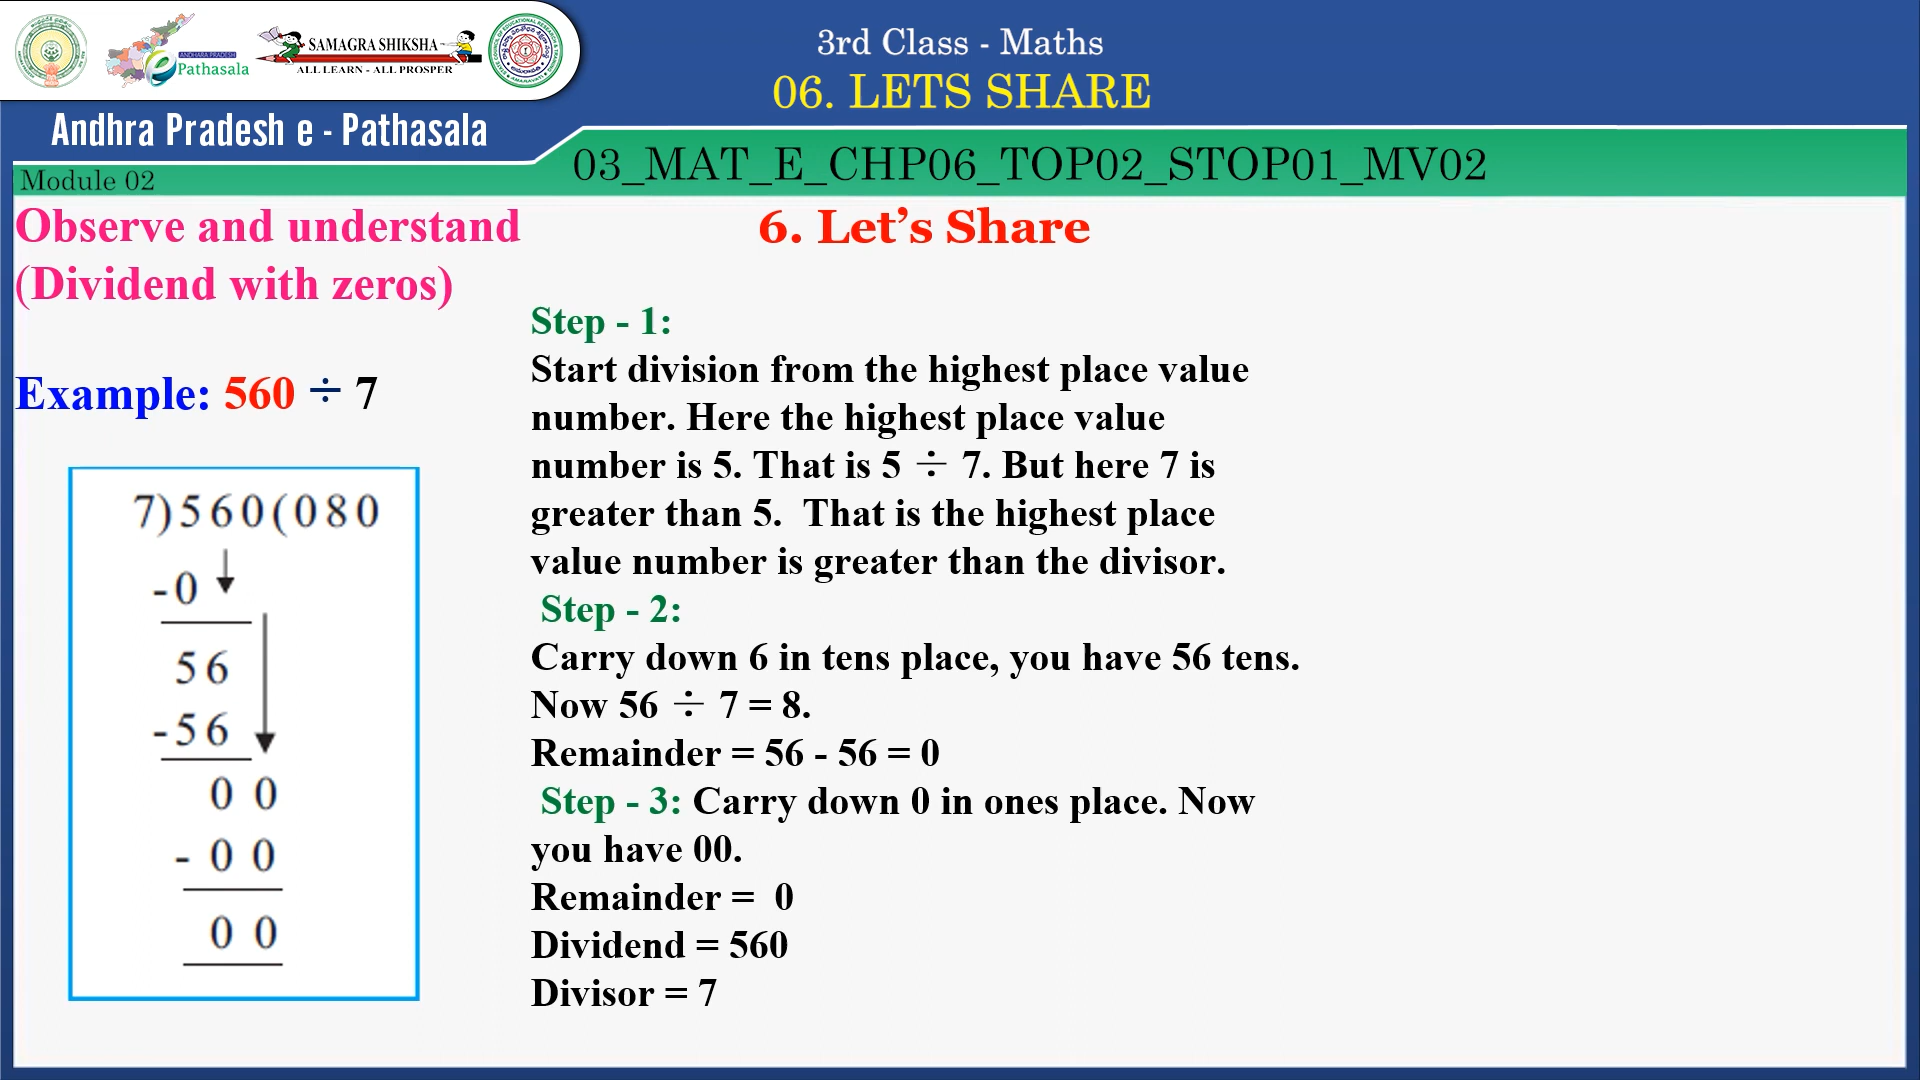 ANDHRA PRADESH
Pathasala
SAMAGRA SHIKSHA
ALL LEARN - ALL PROSPER
3rd Class - Maths
06. LETS SHARE
Andhra Pradesh e - Pathasala
03_MAT_E_CHP06_TOP02_STOP01_MV02
Module 02
Observe and understand
(Dividend with zeros)
6. Let’s Share
Example: 560 ÷ 7
7)560(080
-0
56
-56
0 0
- 0 0
0 0
Step - 1:
Start division from the highest place value
number. Here the highest place value
number is 5. That is 5 ÷ 7. But here 7 is
greater than 5.  That is the highest place
value number is greater than the divisor.
Step - 2:
Carry down 6 in tens place, you have 56 tens.
Now 56 ÷ 7 = 8.
Remainder = 56 - 56 = 0
Step - 3: Carry down 0 in ones place. Now
you have 00.
Remainder =  0
Dividend = 560
Divisor = 7